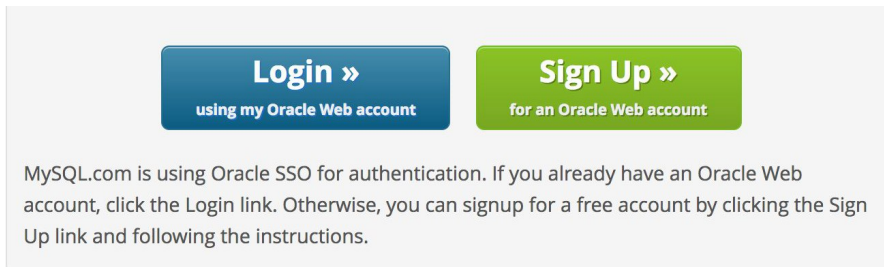 Login »
using my Oracle Web account
Sign Up »
for an Oracle Web account
MySQL.com is using Oracle SSO for authentication. If you already have an Oracle Web
account, click the Login link. Otherwise, you can signup for a free account by clicking the Sign
Up link and following the instructions.